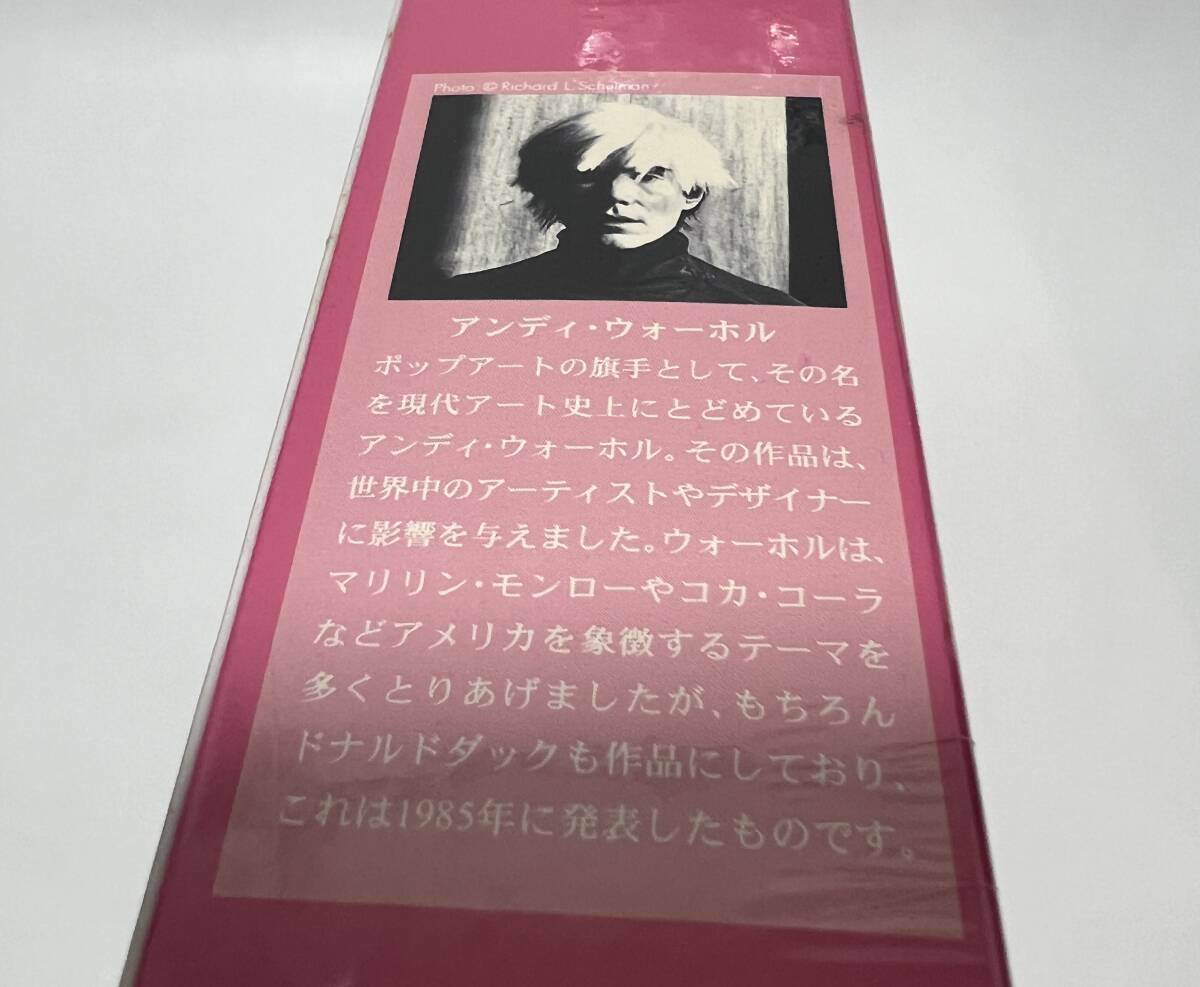 Photo © Richard L Schulman
アンディ・ウォーホル
ポップアートの旗手として、その名
を現代アート史上にとどめている
アンディ・ウォーホル。その作品は、
世界中のアーティストやデザイナー
に影響を与えました。ウォーホルは、
マリリン・モンローやコカ・コーラ
などアメリカを象徴するテーマを
多くとりあげましたが、もちろん
ドナルドダックも作品にしており、
これは1985年に発表したものです。